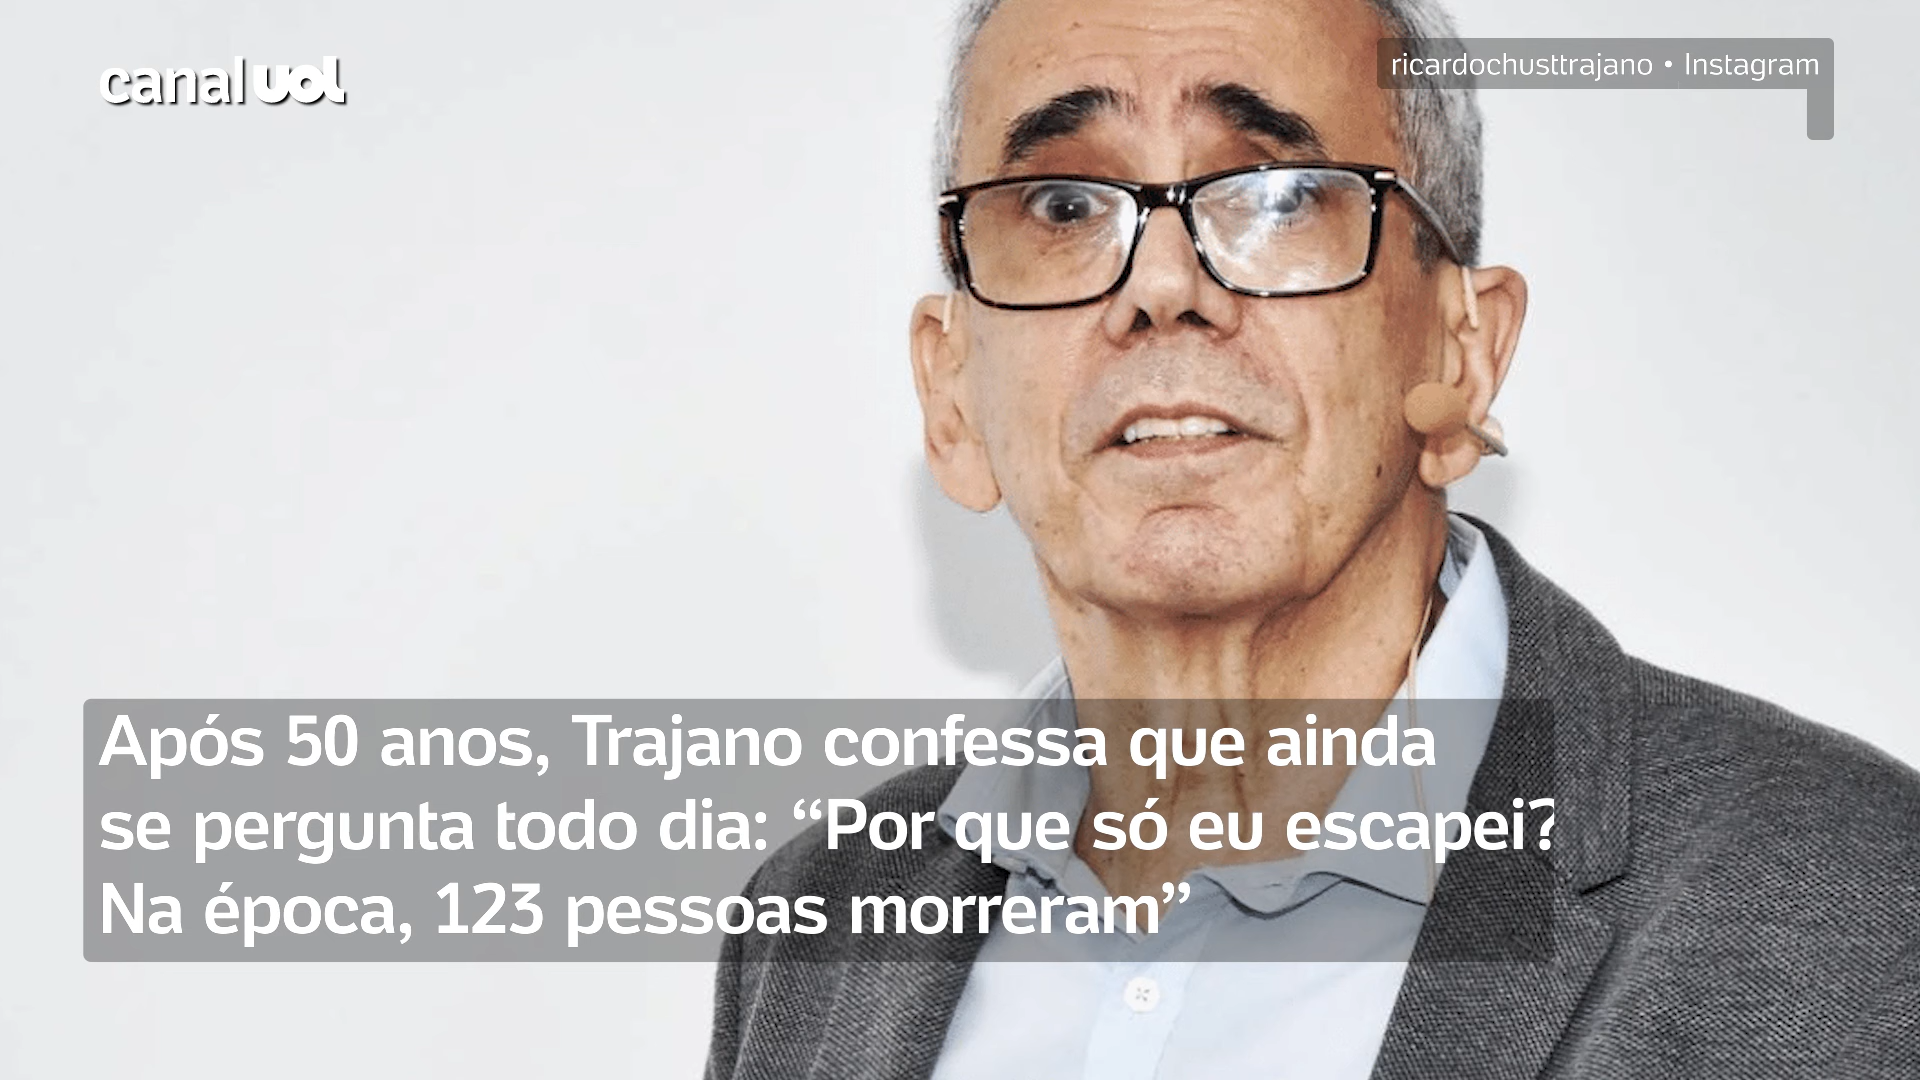 canal uol
ricardochusttrajano • Instagram
Após 50 anos, Trajano confessa que ainda
se pergunta todo dia: “Por que só eu escapei?
Na época, 123 pessoas morreram”